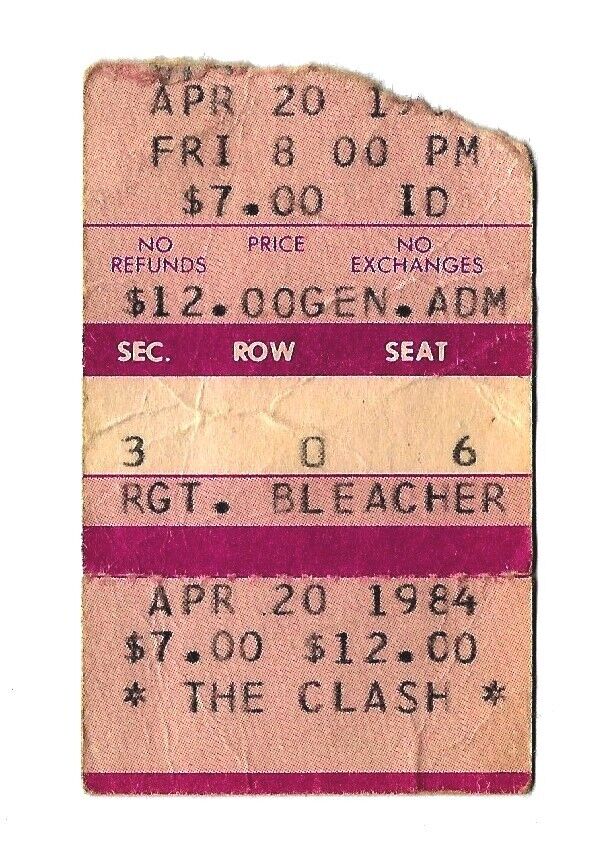 APR 20
FRI 8 00 PM
$7.00 ID
NO REFUNDS PRICE NO EXCHANGES
$12.00GEN.ADM
SEC. ROW SEAT
3 0 6
RGT. BLEACHER
APR 20 1984
$7.00 $12.00
* THE CLASH *